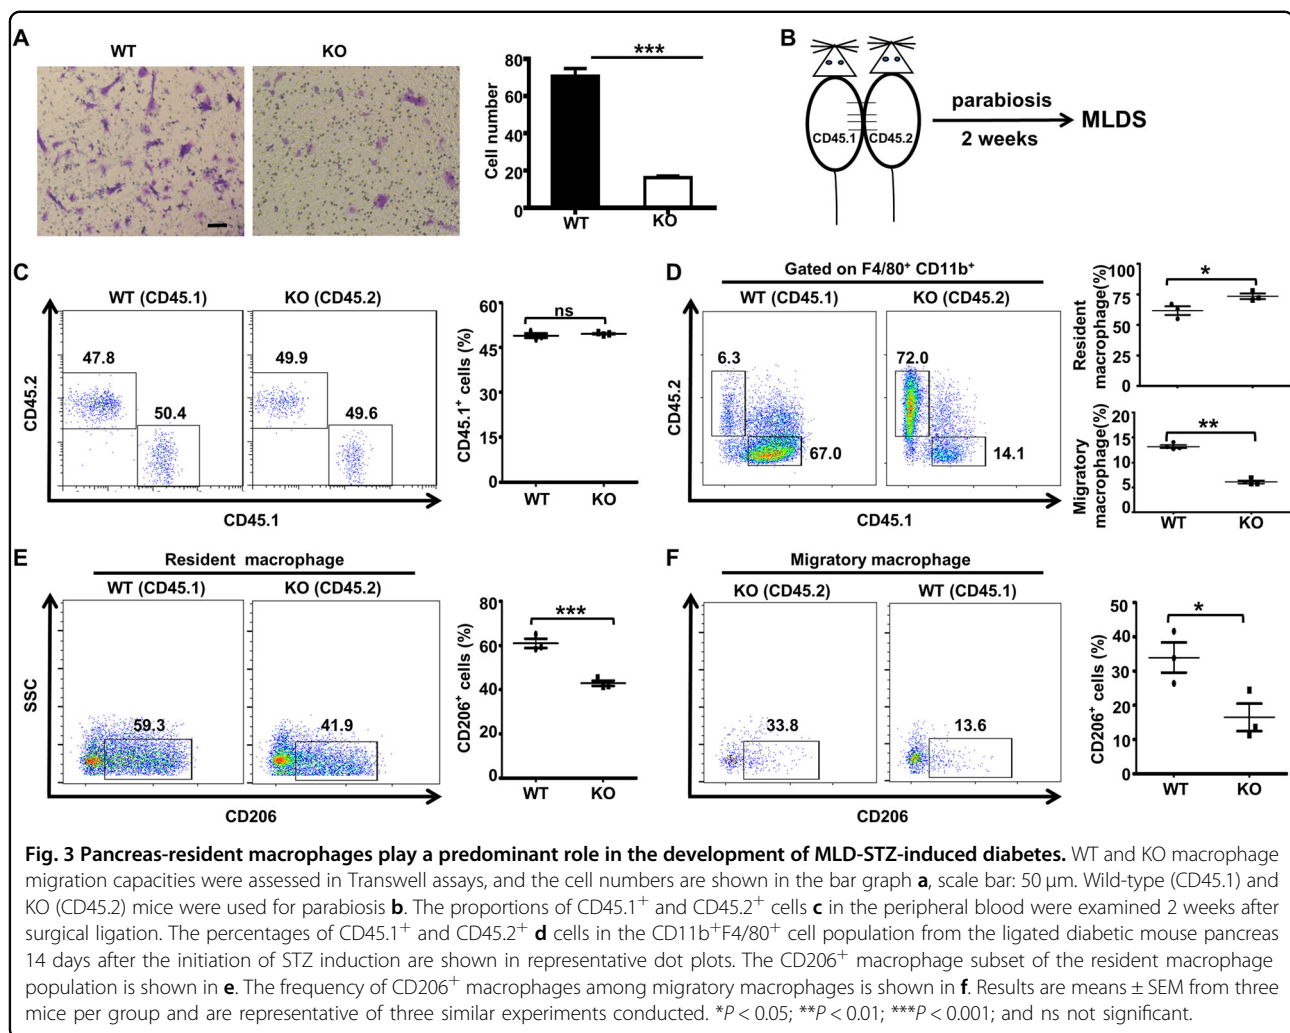 A
WT
KO
Cell number
80
60
40
20
0
***
WT
KO
B
CD45.1
CD45.2
parabiosis
2 weeks
MLDS
C
WT (CD45.1)
KO (CD45.2)
47.8
50.4
49.9
49.6
CD45.2
CD45.1
CD45.1+ cells (%)
60
45
30
15
0
ns
WT
KO
D
Gated on F4/80+ CD11b+
WT (CD45.1)
KO (CD45.2)
6.3
67.0
72.0
14.1
CD45.2
CD45.1
Resident
macrophage(%)
100
75
50
25
0
*
Migratory
macrophage(%)
20
15
10
5
0
**
WT
KO
E
Resident macrophage
WT (CD45.1)
KO (CD45.2)
59.3
41.9
SSC
CD206
CD206+ cells (%)
80
60
40
20
0
***
WT
KO
F
Migratory macrophage
KO (CD45.2)
WT (CD45.1)
33.8
13.6
CD206
CD206+ cells (%)
50
40
30
20
10
0
*
WT
KO
Fig. 3 Pancreas-resident macrophages play a predominant role in the development of MLD-STZ-induced diabetes. WT and KO macrophage
migration capacities were assessed in Transwell assays, and the cell numbers are shown in the bar graph a, scale bar: 50 μm. Wild-type (CD45.1) and
KO (CD45.2) mice were used for parabiosis b. The proportions of CD45.1+ and CD45.2+ cells c in the peripheral blood were examined 2 weeks after
surgical ligation. The percentages of CD45.1+ and CD45.2+ d cells in the CD11b+F4/80+ cell population from the ligated diabetic mouse pancreas
14 days after the initiation of STZ induction are shown in representative dot plots. The CD206+ macrophage subset of the resident macrophage
population is shown in e. The frequency of CD206+ macrophages among migratory macrophages is shown in f. Results are means ± SEM from three
mice per group and are representative of three similar experiments conducted. *P < 0.05; **P < 0.01; ***P < 0.001; and ns not significant.